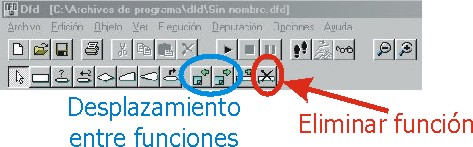 Dfd - [C:\Archivos de programa\dfd\Sin nombre.dfd]
Archivo Edición Objeto Ver Ejecución Depuración Opciones Ayuda
Desplazamiento
entre funciones
Eliminar función